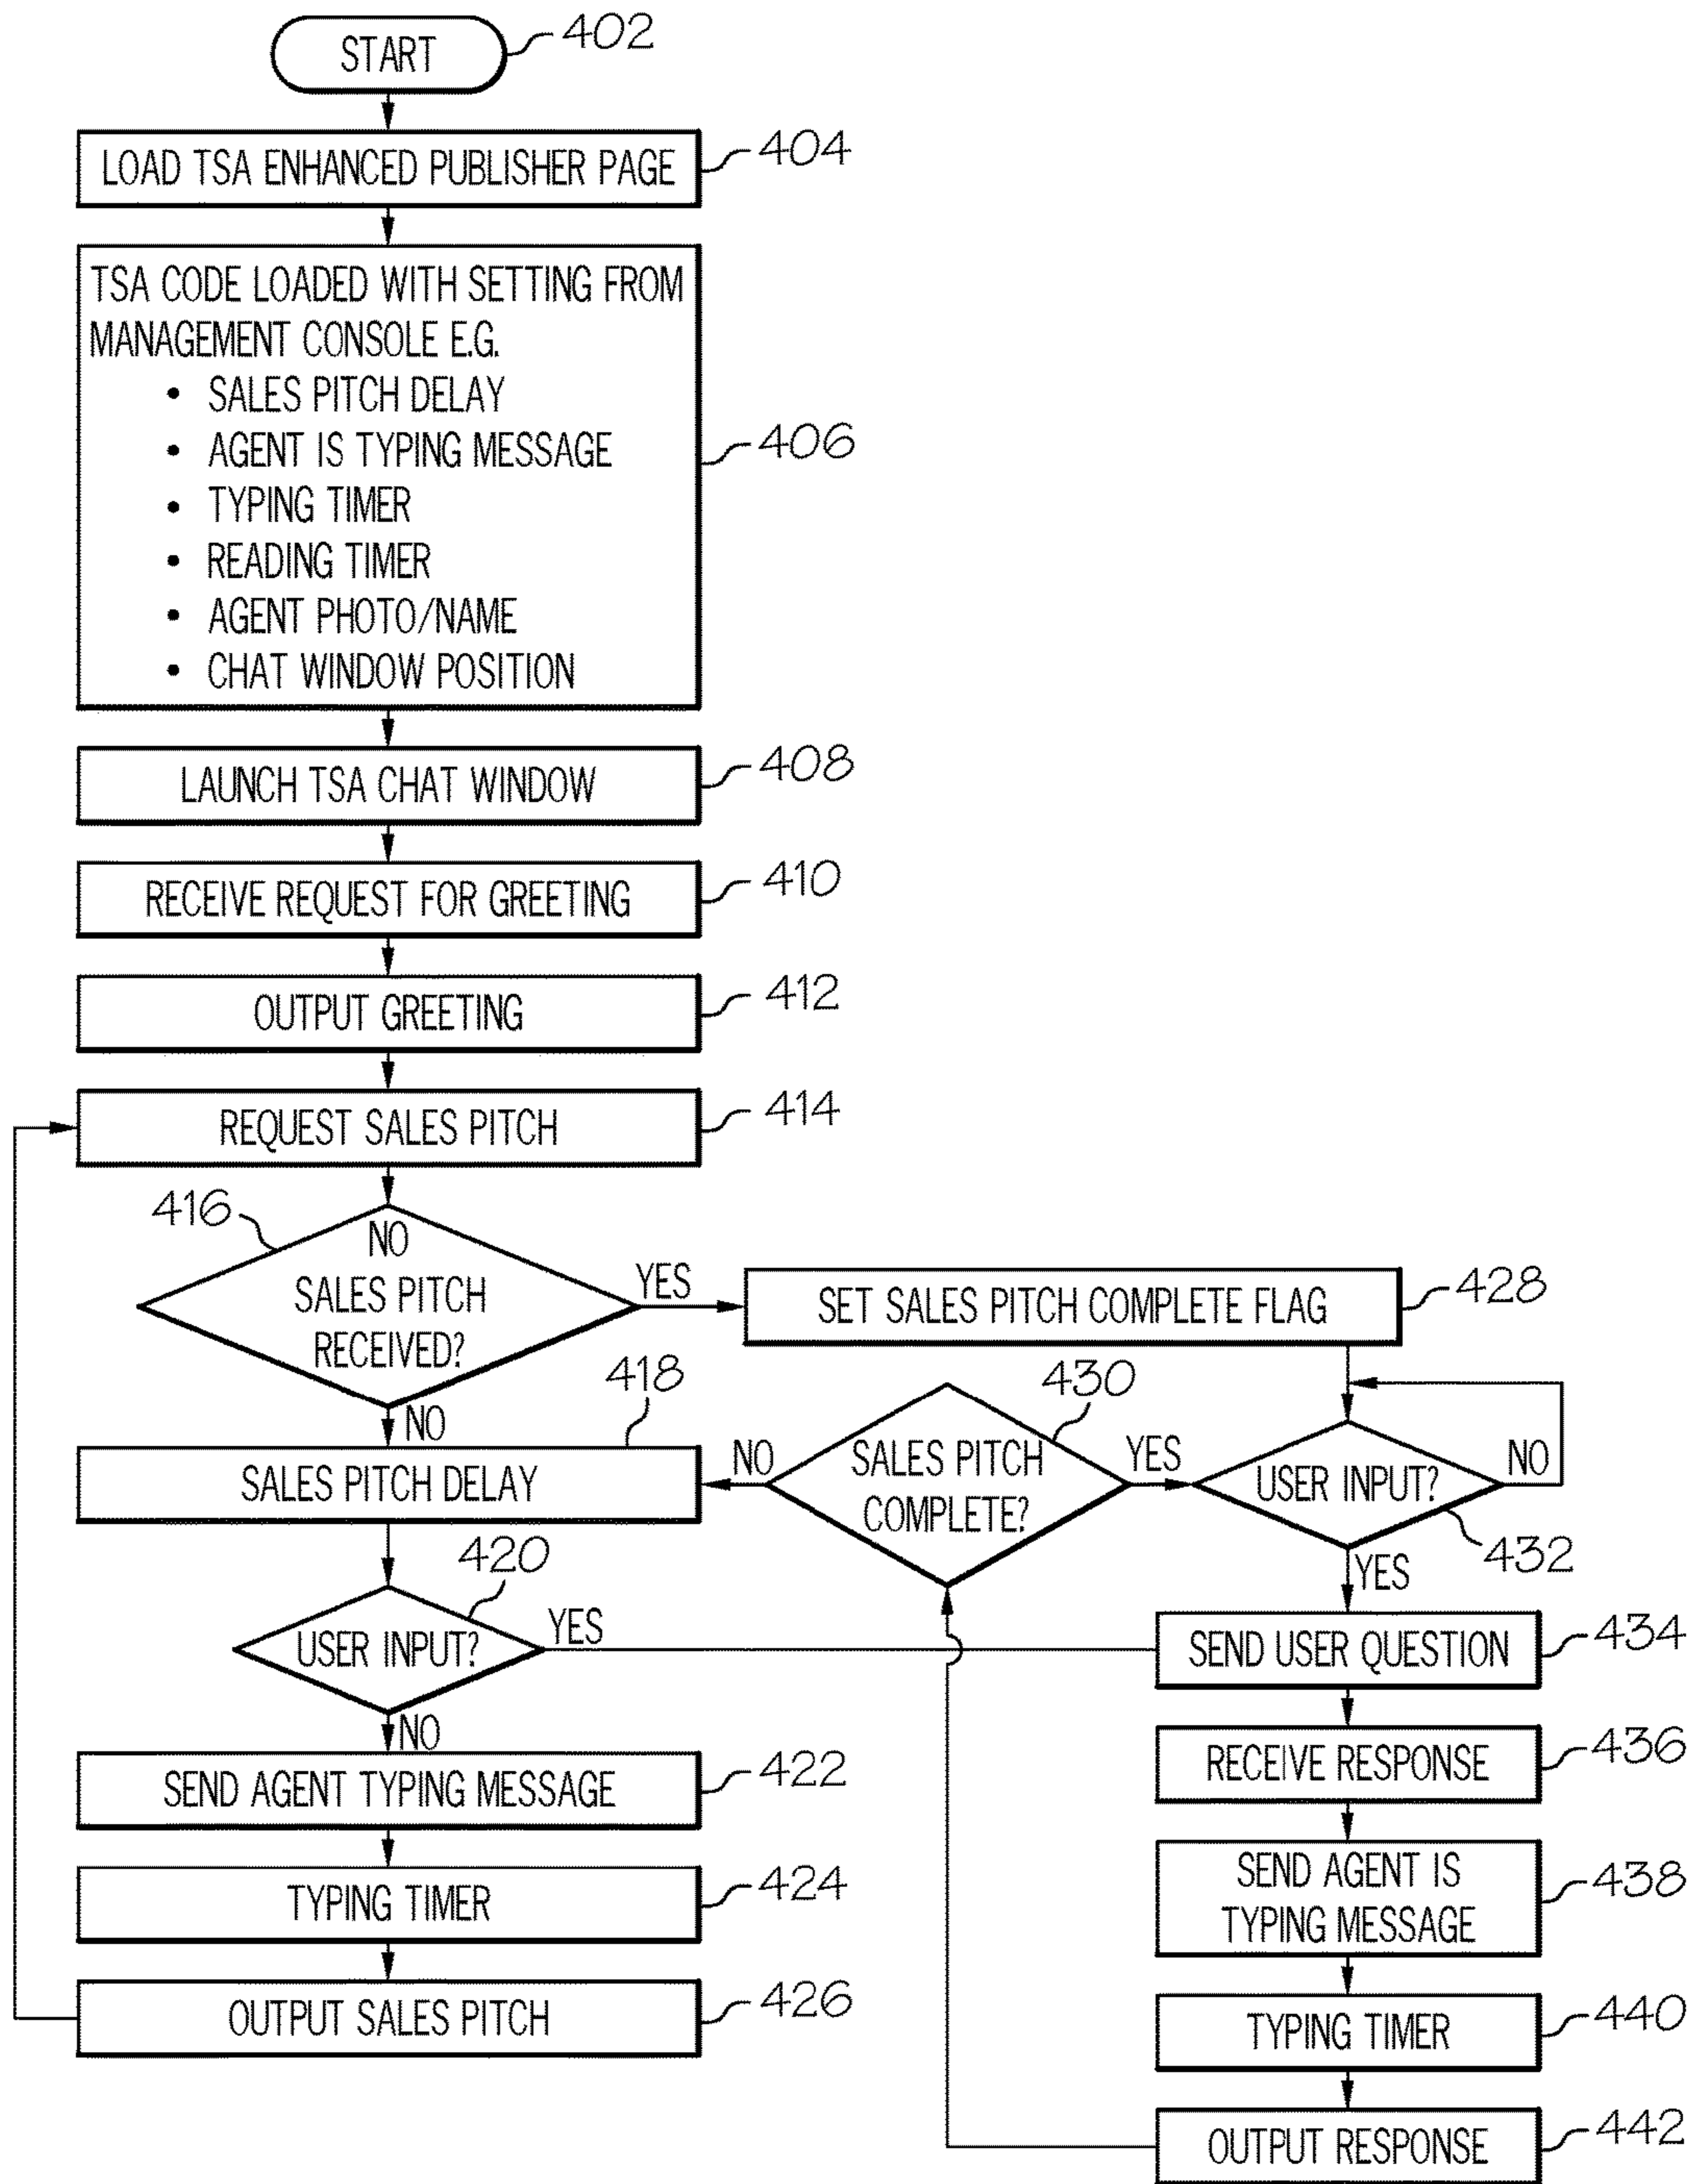 START
402
LOAD TSA ENHANCED PUBLISHER PAGE
404
TSA CODE LOADED WITH SETTING FROM
MANAGEMENT CONSOLE E.G.
• SALES PITCH DELAY
• AGENT IS TYPING MESSAGE
• TYPING TIMER
• READING TIMER
• AGENT PHOTO/NAME
• CHAT WINDOW POSITION
406
LAUNCH TSA CHAT WINDOW
408
RECEIVE REQUEST FOR GREETING
410
OUTPUT GREETING
412
REQUEST SALES PITCH
414
416
NO
SALES PITCH
RECEIVED?
YES
NO
SET SALES PITCH COMPLETE FLAG
428
418
SALES PITCH DELAY
430
NO
SALES PITCH
COMPLETE?
YES
USER INPUT?
NO
432
YES
420
USER INPUT?
YES
NO
SEND USER QUESTION
434
SEND AGENT TYPING MESSAGE
422
RECEIVE RESPONSE
436
TYPING TIMER
424
SEND AGENT IS
TYPING MESSAGE
438
OUTPUT SALES PITCH
426
TYPING TIMER
440
OUTPUT RESPONSE
442